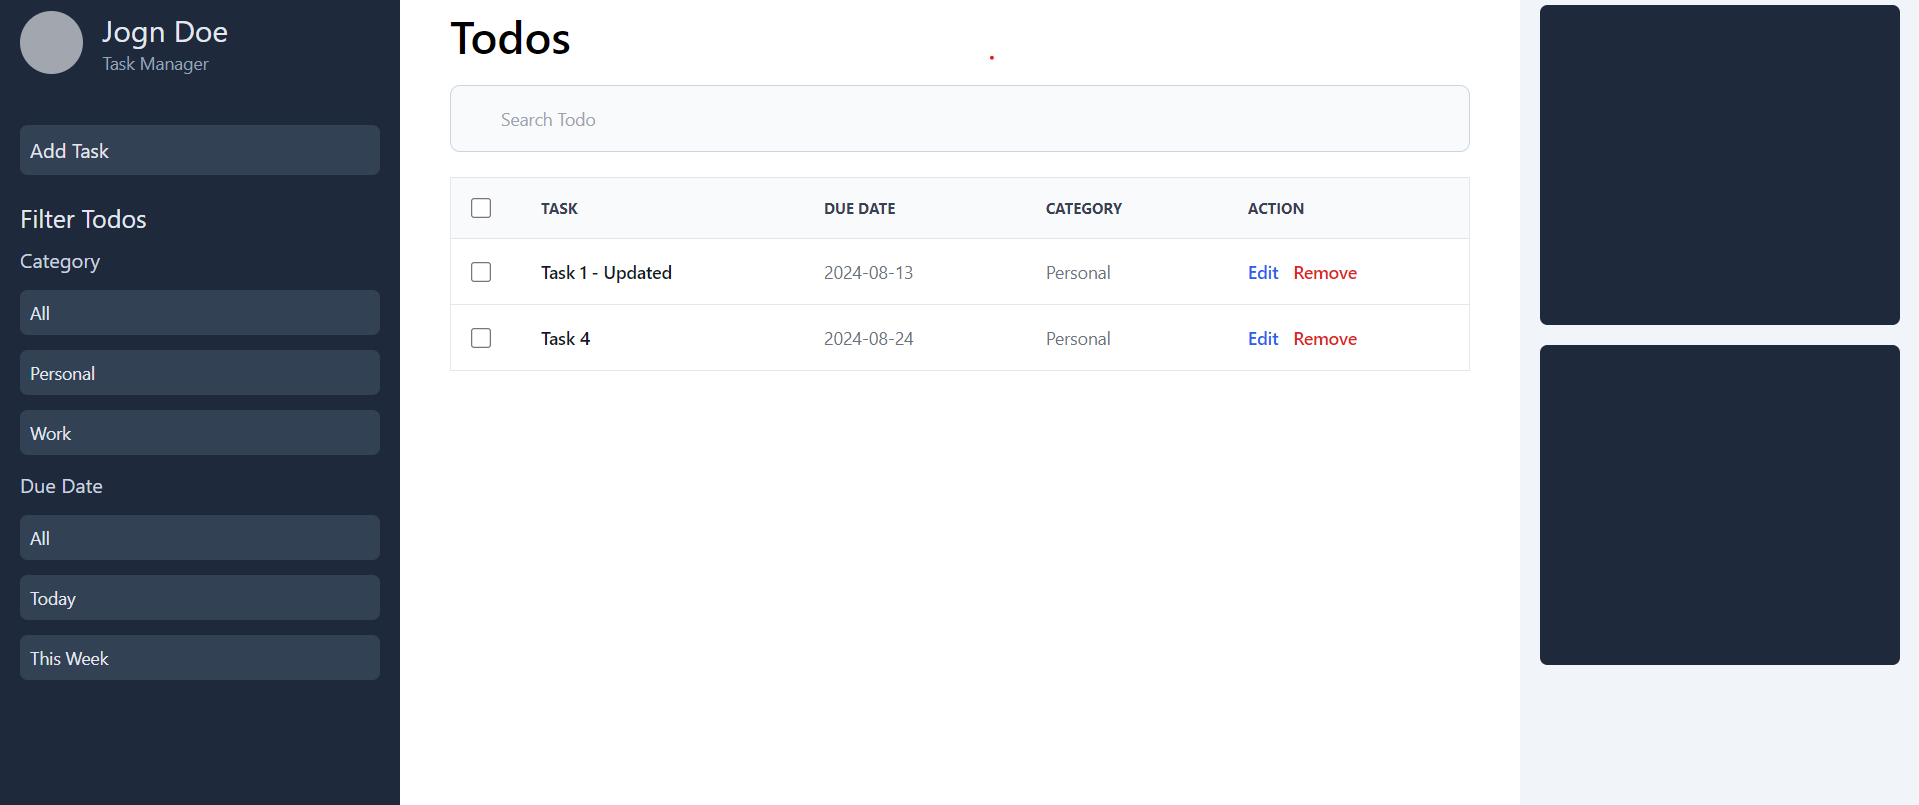 Jogn Doe
Task Manager
Add Task
Filter Todos
Category
All
Personal
Work
Due Date
All
Today
This Week
Todos
Search Todo
TASK DUE DATE CATEGORY ACTION
Task 1 - Updated 2024-08-13 Personal Edit Remove
Task 4 2024-08-24 Personal Edit Remove